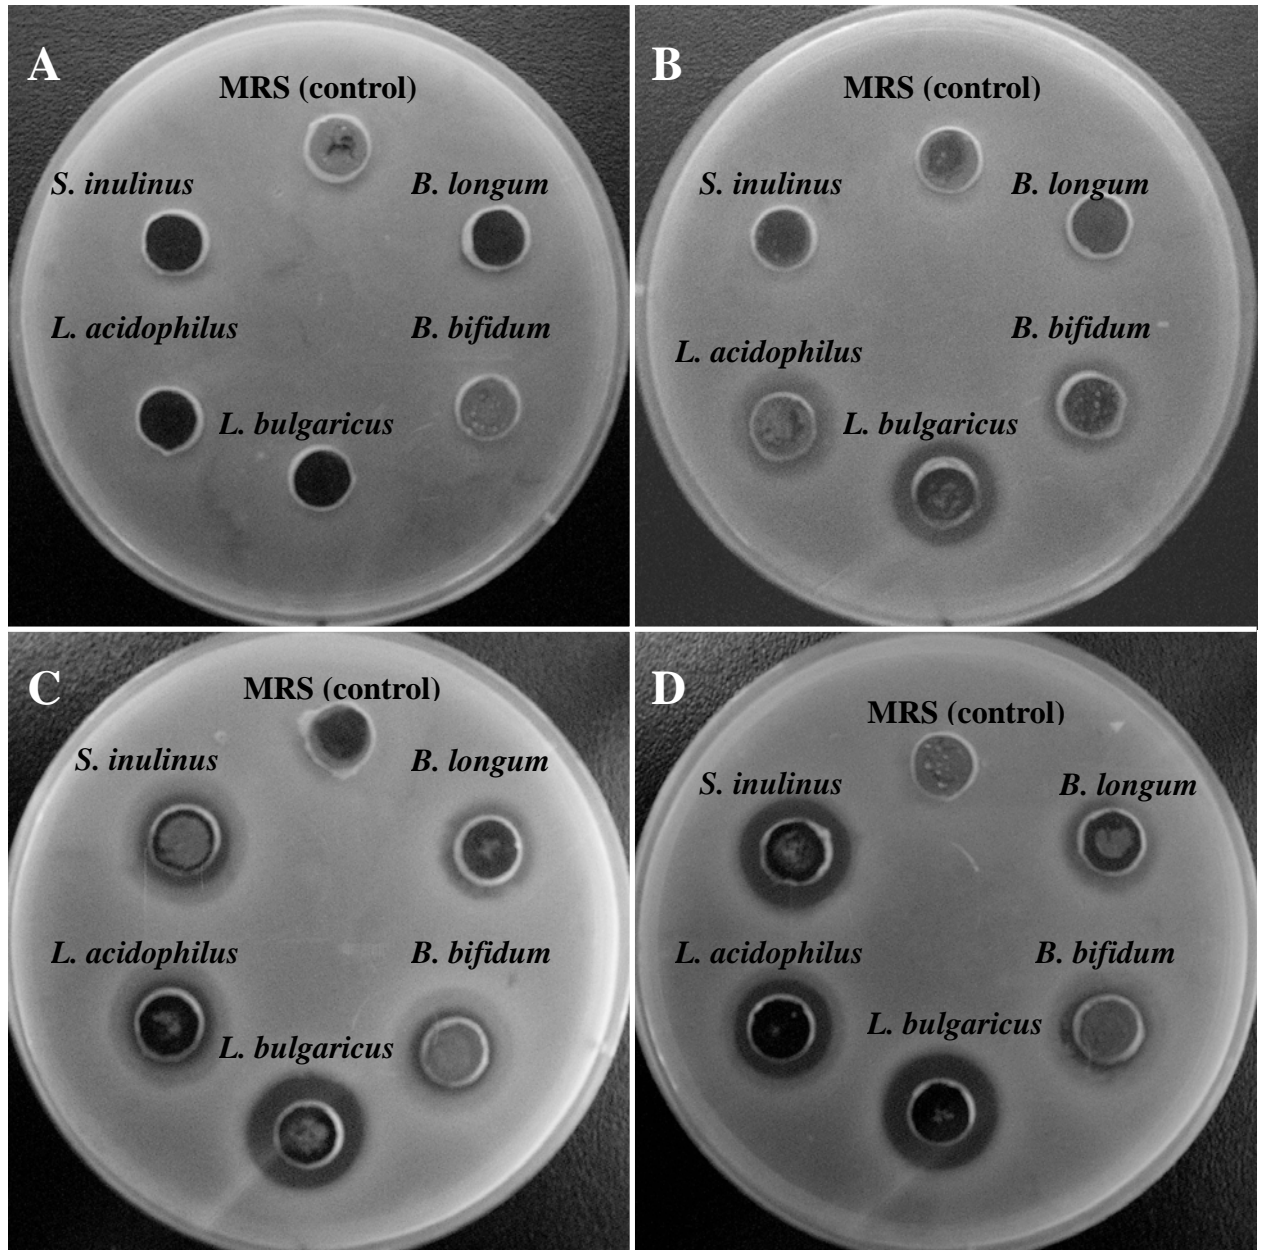 A
MRS (control)
S. inulinus
B. longum
L. acidophilus
B. bifidum
L. bulgaricus
B
MRS (control)
S. inulinus
B. longum
B. bifidum
L. acidophilus
L. bulgaricus
C
MRS (control)
S. inulinus
B. longum
L. acidophilus
B. bifidum
L. bulgaricus
D
MRS (control)
S. inulinus
B. longum
L. acidophilus
B. bifidum
L. bulgaricus